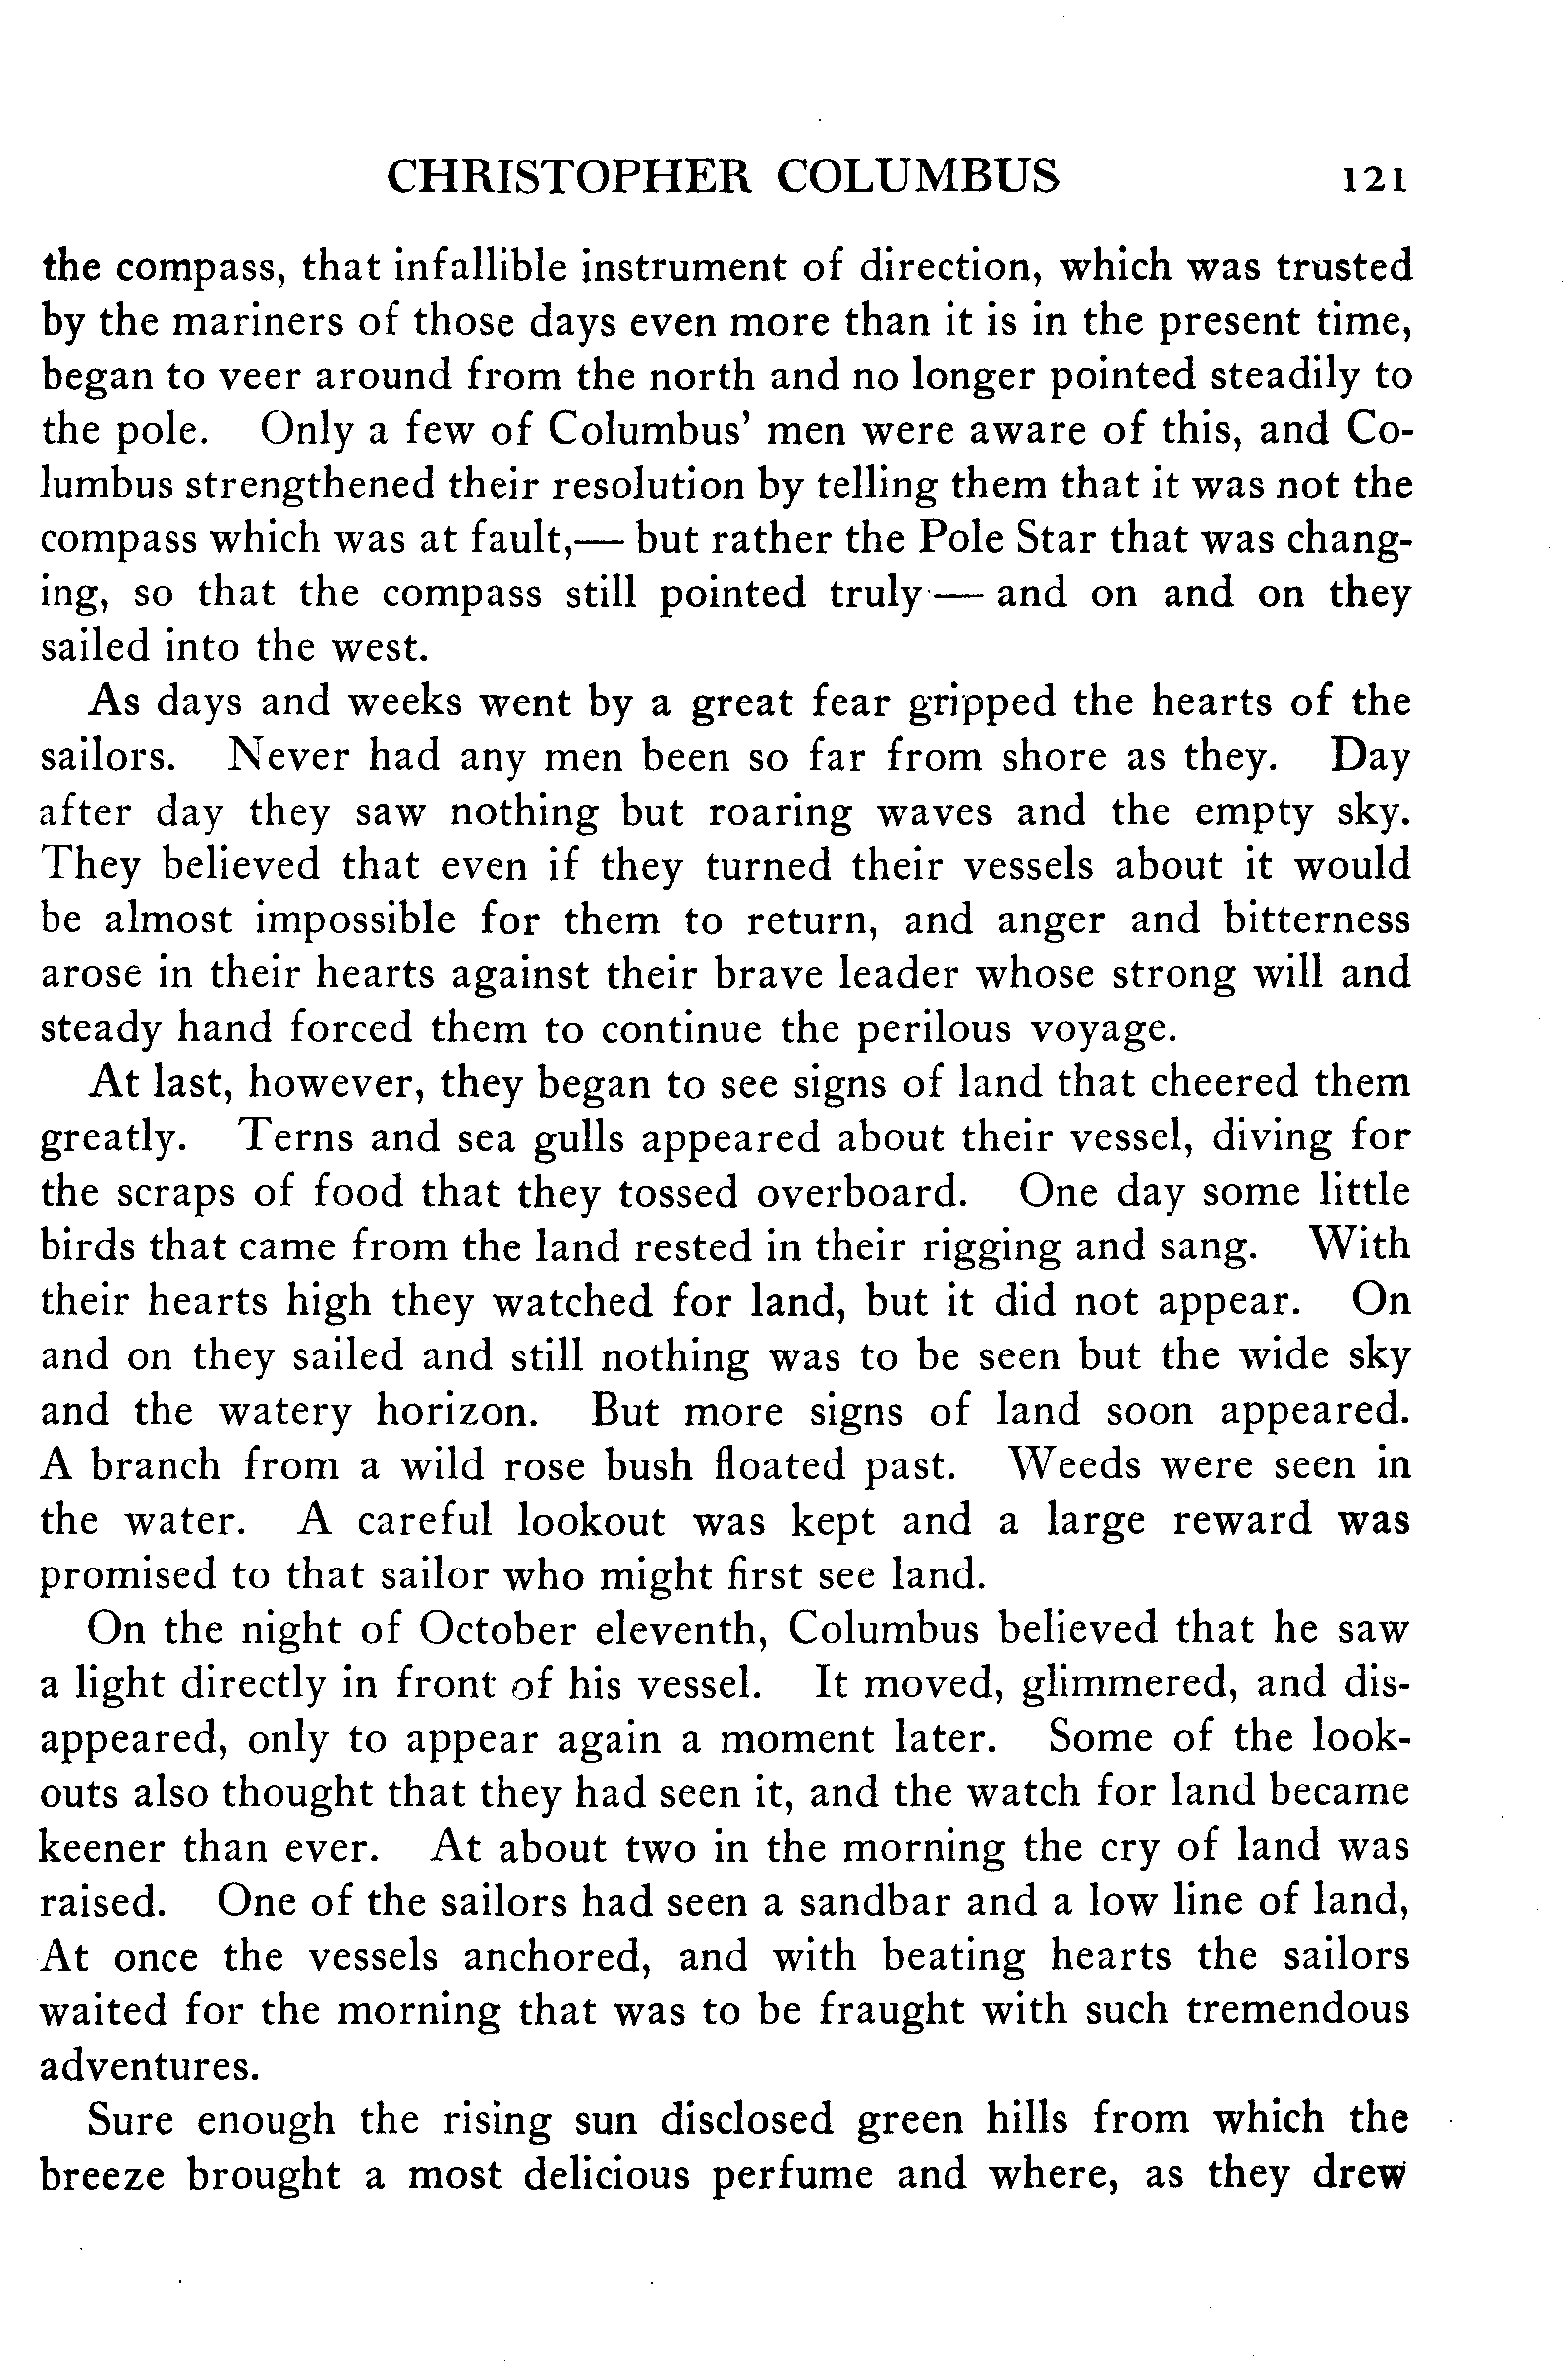 CHRISTOPHER COLUMBUS 121
the compass, that infallible instrument of direction, which was trusted
by the mariners of those days even more than it is in the present time,
began to veer around from the north and no longer pointed steadily to
the pole. Only a few of Columbus' men were aware of this, and Co-
lumbus strengthened their resolution by telling them that it was not the
compass which was at fault,— but rather the Pole Star that was chang-
ing, so that the compass still pointed truly — and on and on they
sailed into the west.
As days and weeks went by a great fear gripped the hearts of the
sailors. Never had any men been so far from shore as they. Day
after day they saw nothing but roaring waves and the empty sky.
They believed that even if they turned their vessels about it would
be almost impossible for them to return, and anger and bitterness
arose in their hearts against their brave leader whose strong will and
steady hand forced them to continue the perilous voyage.
At last, however, they began to see signs of land that cheered them
greatly. Terns and sea gulls appeared about their vessel, diving for
the scraps of food that they tossed overboard. One day some little
birds that came from the land rested in their rigging and sang. With
their hearts high they watched for land, but it did not appear. On
and on they sailed and still nothing was to be seen but the wide sky
and the watery horizon. But more signs of land soon appeared.
A branch from a wild rose bush floated past. Weeds were seen in
the water. A careful lookout was kept and a large reward was
promised to that sailor who might first see land.
On the night of October eleventh, Columbus believed that he saw
a light directly in front of his vessel. It moved, glimmered, and dis-
appeared, only to appear again a moment later. Some of the look-
outs also thought that they had seen it, and the watch for land became
keener than ever. At about two in the morning the cry of land was
raised. One of the sailors had seen a sandbar and a low line of land,
At once the vessels anchored, and with beating hearts the sailors
waited for the morning that was to be fraught with such tremendous
adventures.
Sure enough the rising sun disclosed green hills from which the
breeze brought a most delicious perfume and where, as they drew